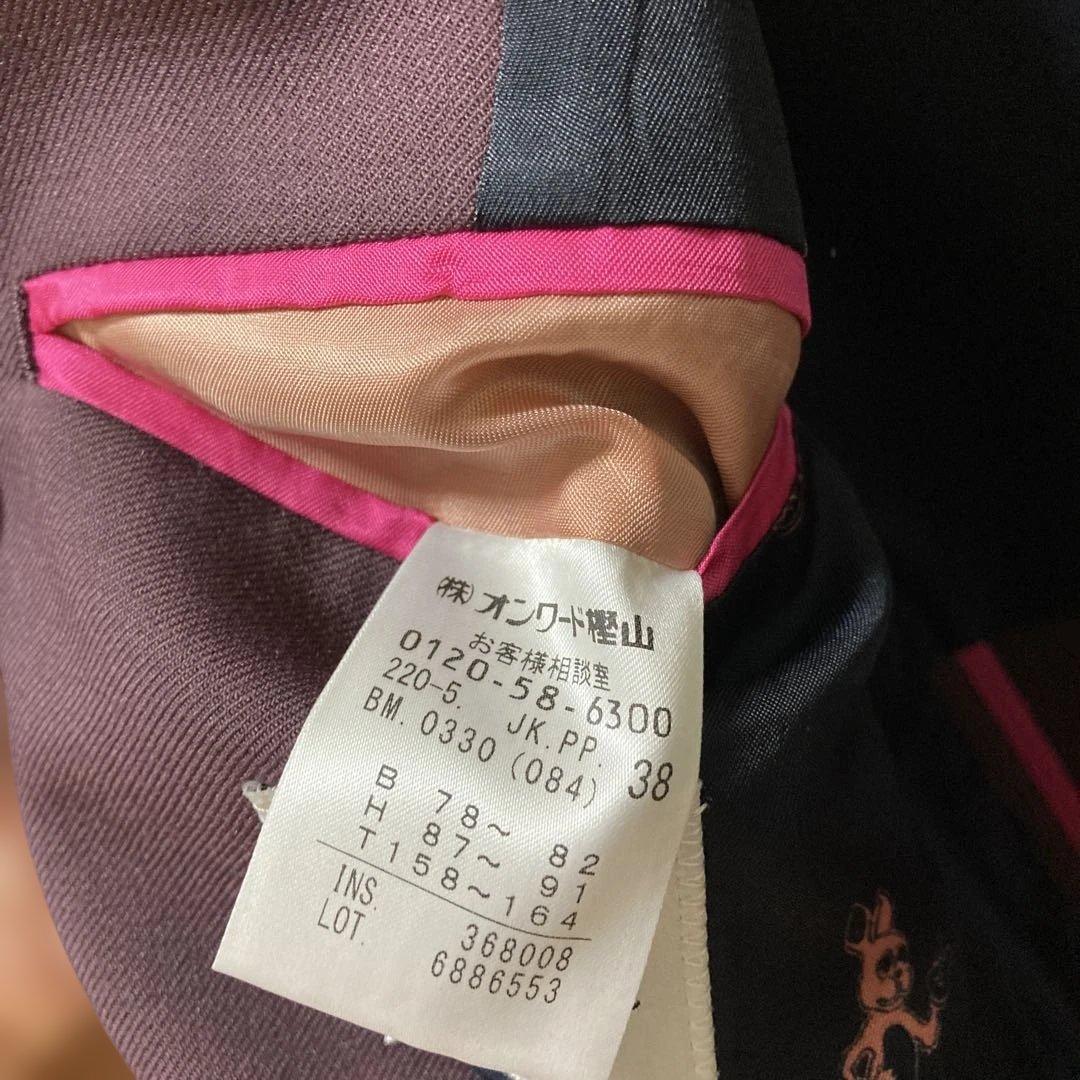 (株)オンワード樫山
お客様相談室
0120-58-6300
220-5. JK.PP.
BM. 0330 (084) 38
B 78~ 82
H 87~ 91
T158~164
INS. 368008
LOT. 6886553